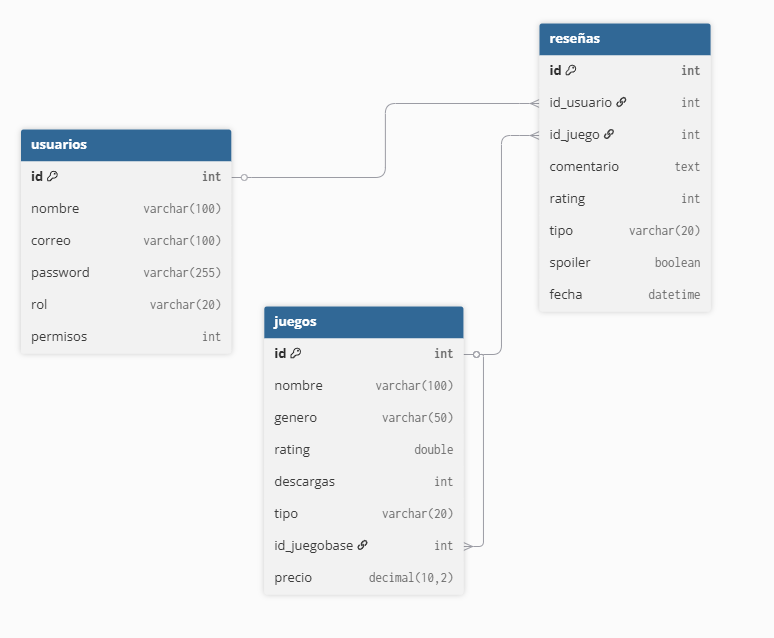 usuarios
id int
nombre varchar(100)
correo varchar(100)
password varchar(255)
rol varchar(20)
permisos int
juegos
id int
nombre varchar(100)
genero varchar(50)
rating double
descargas int
tipo varchar(20)
id_juegobase int
precio decimal(10,2)
reseñas
id int
id_usuario int
id_juego int
comentario text
rating int
tipo varchar(20)
spoiler boolean
fecha datetime